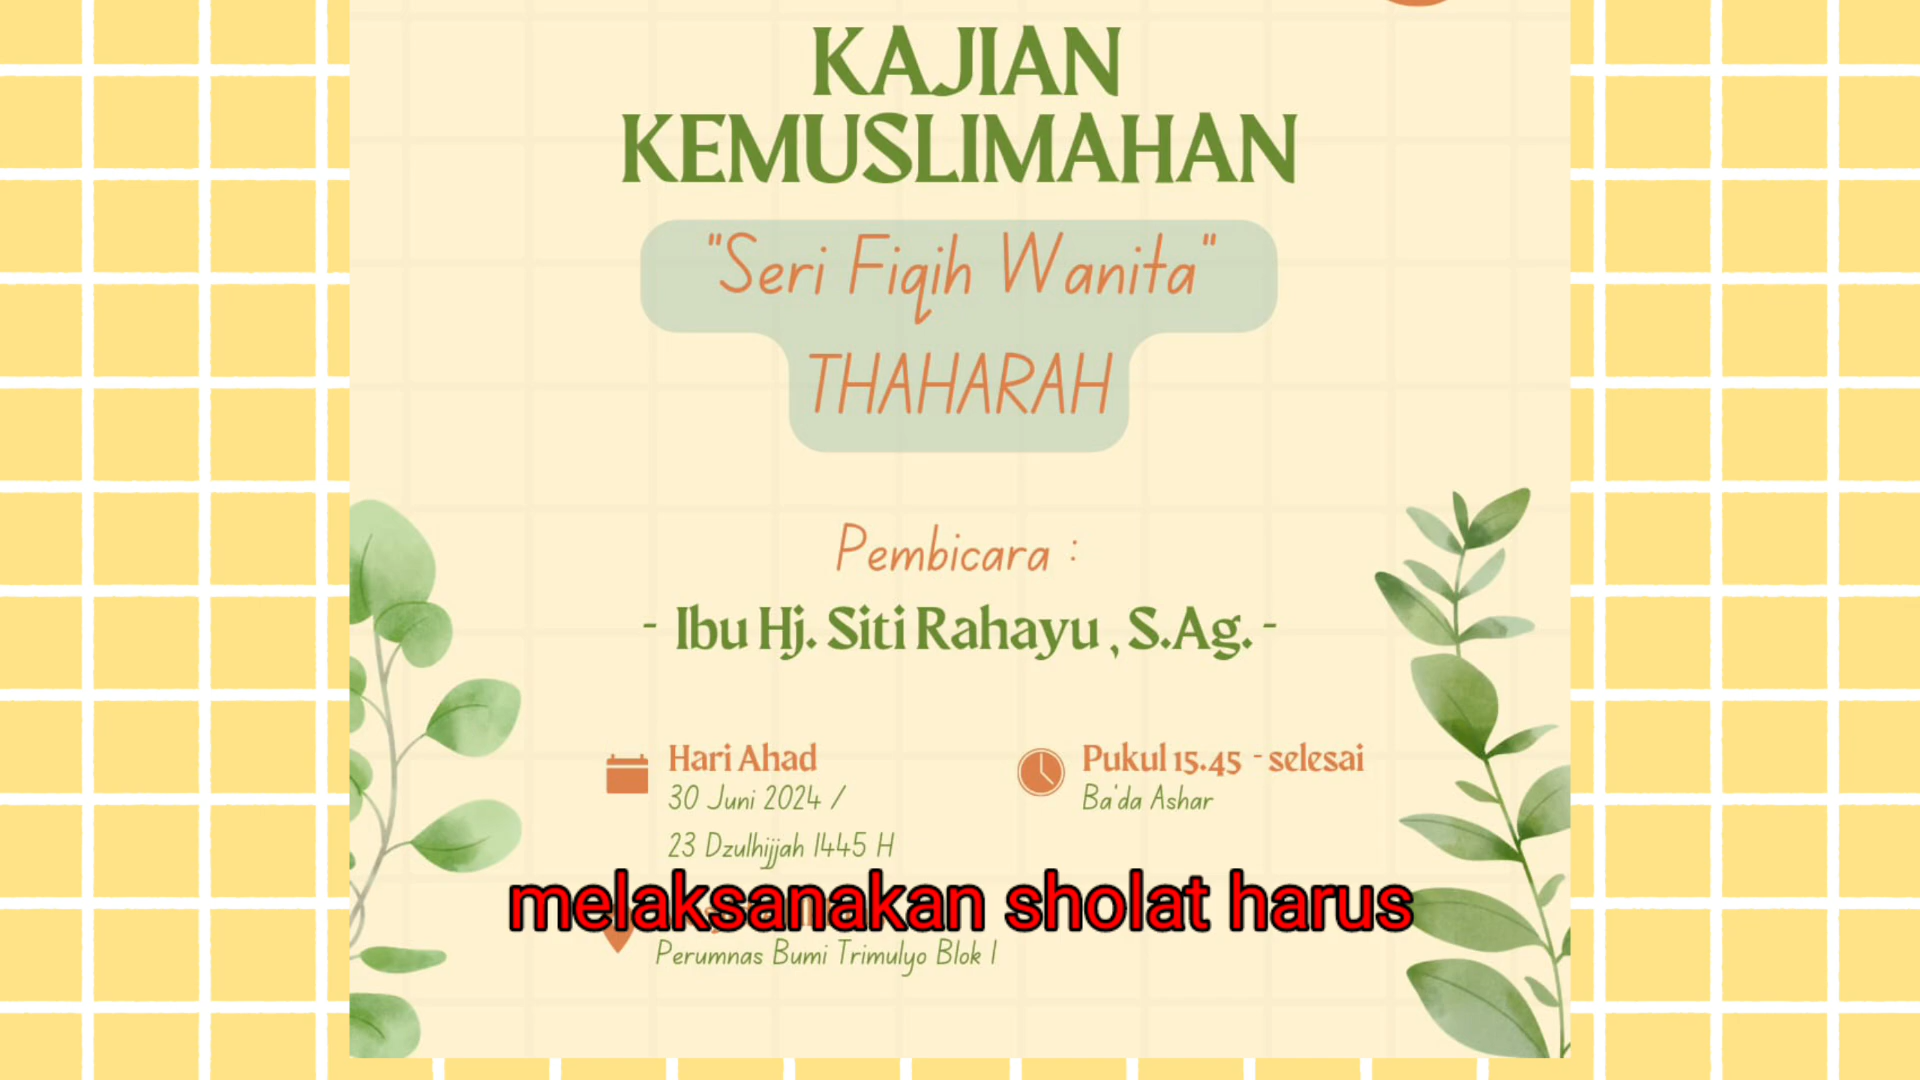 KAJIAN
KEMUSLIMAHAN
"Seri Fiqih Wanita"
THAHARAH
Pembicara :
- Ibu Hj. Siti Rahayu , S.Ag. -
Hari Ahad
30 Juni 2024 /
23 Dzulhijjah 1445 H
Pukul 15.45 - selesai
Ba'da Ashar
melaksanakan sholat harus
Perumnas Bumi Trimulyo Blok I